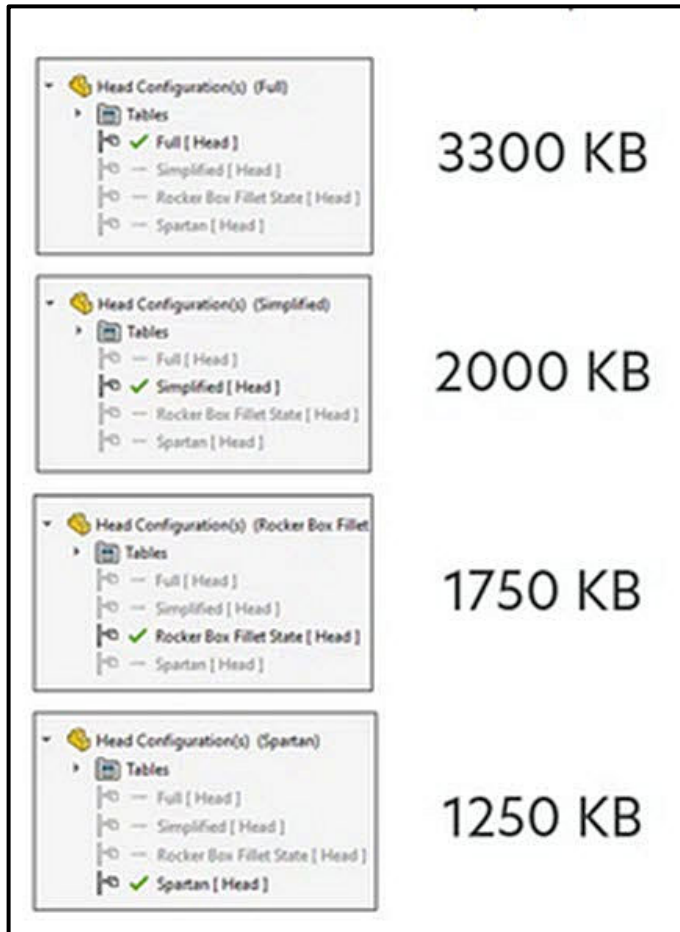 Head Configuration(s) (Full)
Tables
Full [ Head ]
Simplified [ Head ]
Rocker Box Fillet State [ Head ]
Spartan [ Head ]
3300 KB
Head Configuration(s) (Simplified)
Tables
Full [ Head ]
Simplified [ Head ]
Rocker Box Fillet State [ Head ]
Spartan [ Head ]
2000 KB
Head Configuration(s) (Rocker Box Fillet
Tables
Full [ Head ]
Simplified [ Head ]
Rocker Box Fillet State [ Head ]
Spartan [ Head ]
1750 KB
Head Configuration(s) (Spartan)
Tables
Full [ Head ]
Simplified [ Head ]
Rocker Box Fillet State [ Head ]
Spartan [ Head ]
1250 KB